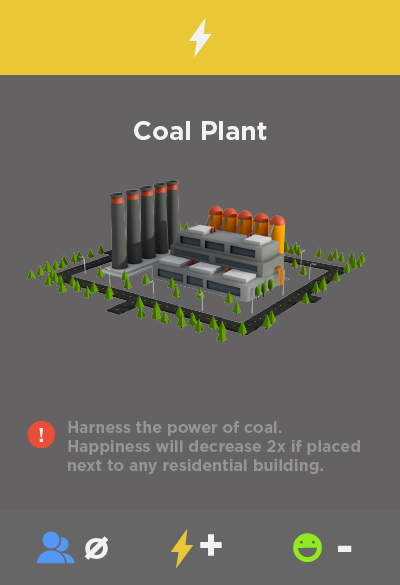 Coal Plant
!
Harness the power of coal.
Happiness will decrease 2x if placed
next to any residential building.
Ø + -